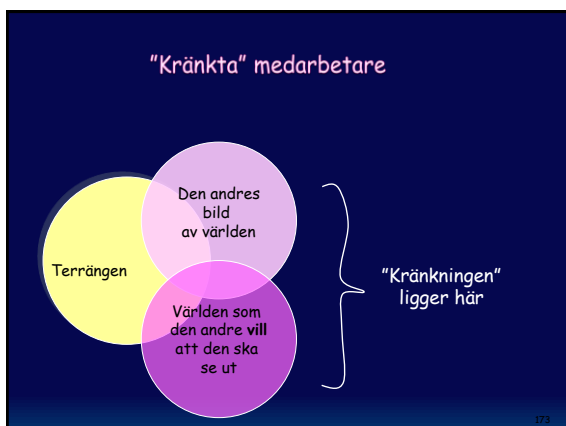 ”Kränkta” medarbetare
Den andres
bild
av världen
Terrängen
”Kränkningen”
ligger här
Världen som
den andre vill
att den ska
se ut
173